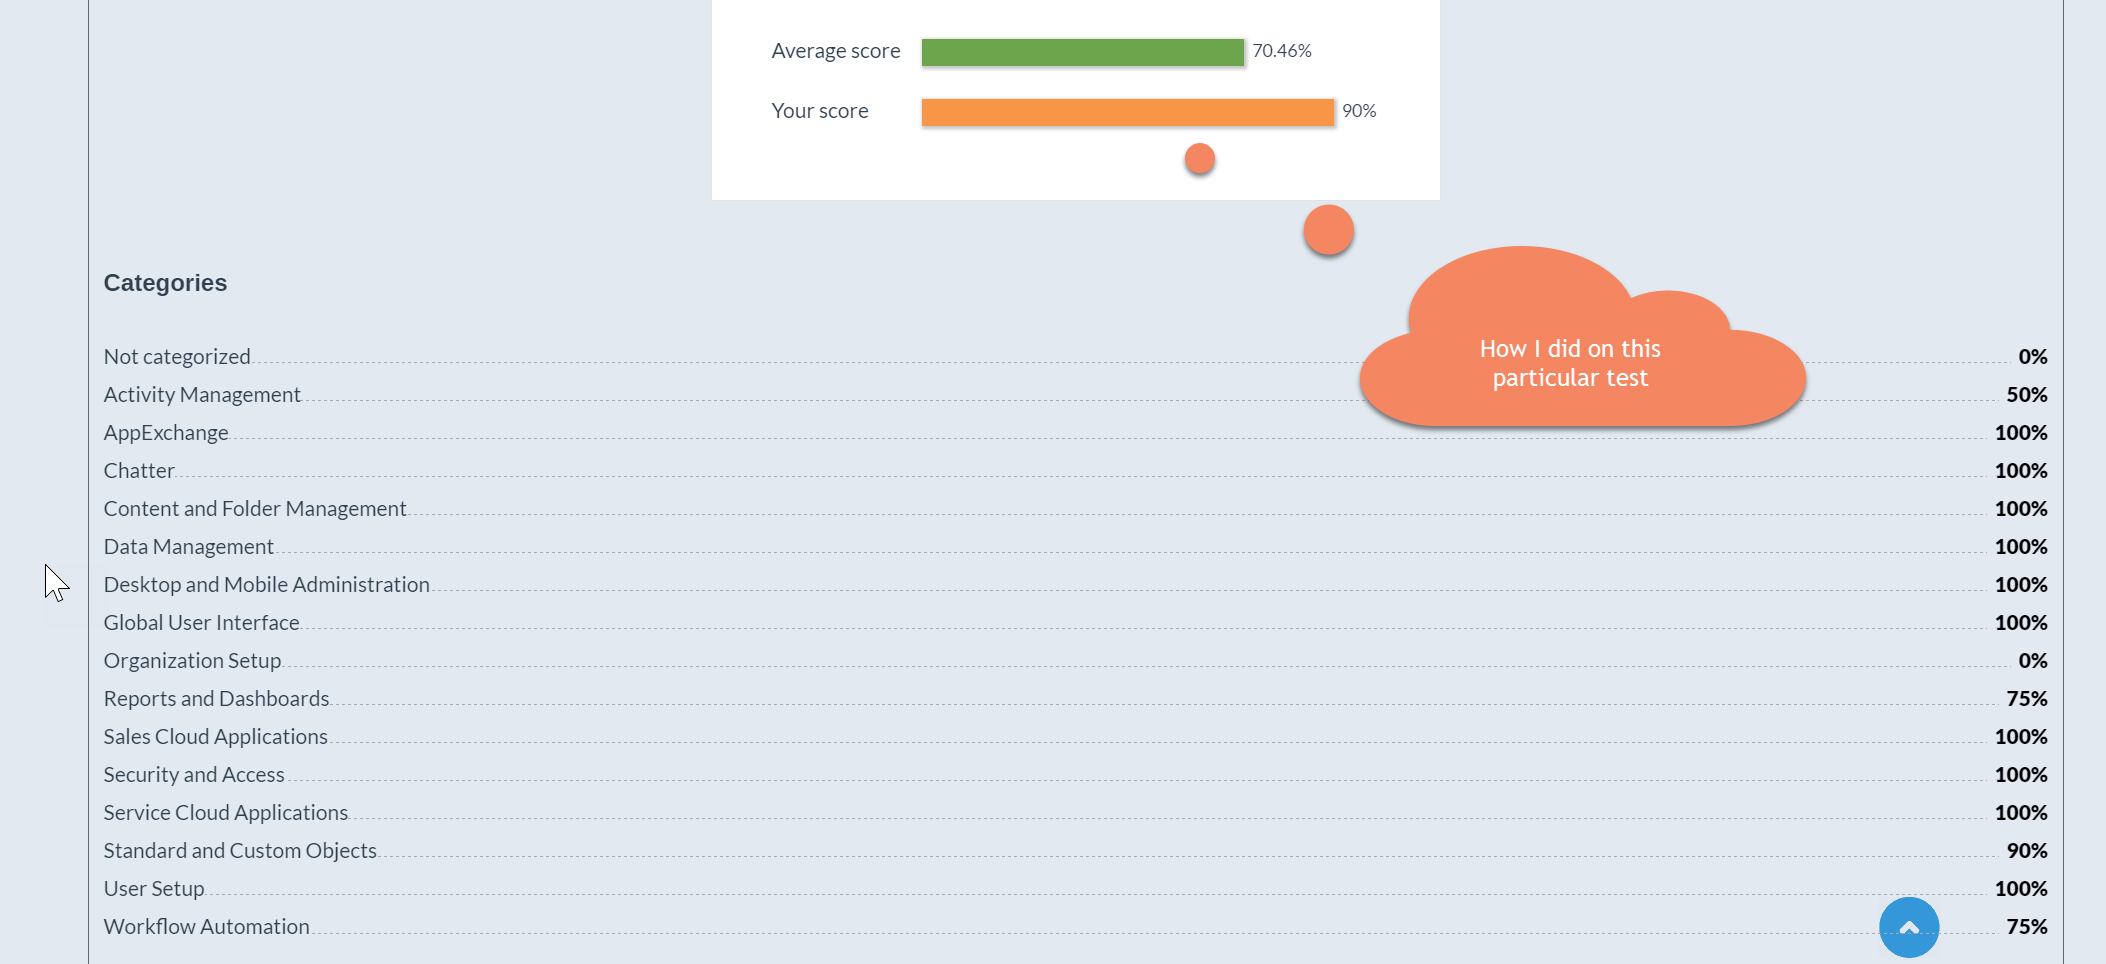 Average score 70.46%
Your score 90%
Categories
How I did on this
particular test
Not categorized 0%
Activity Management 50%
AppExchange 100%
Chatter 100%
Content and Folder Management 100%
Data Management 100%
Desktop and Mobile Administration 100%
Global User Interface 100%
Organization Setup 0%
Reports and Dashboards 75%
Sales Cloud Applications 100%
Security and Access 100%
Service Cloud Applications 100%
Standard and Custom Objects 90%
User Setup 100%
Workflow Automation 75%